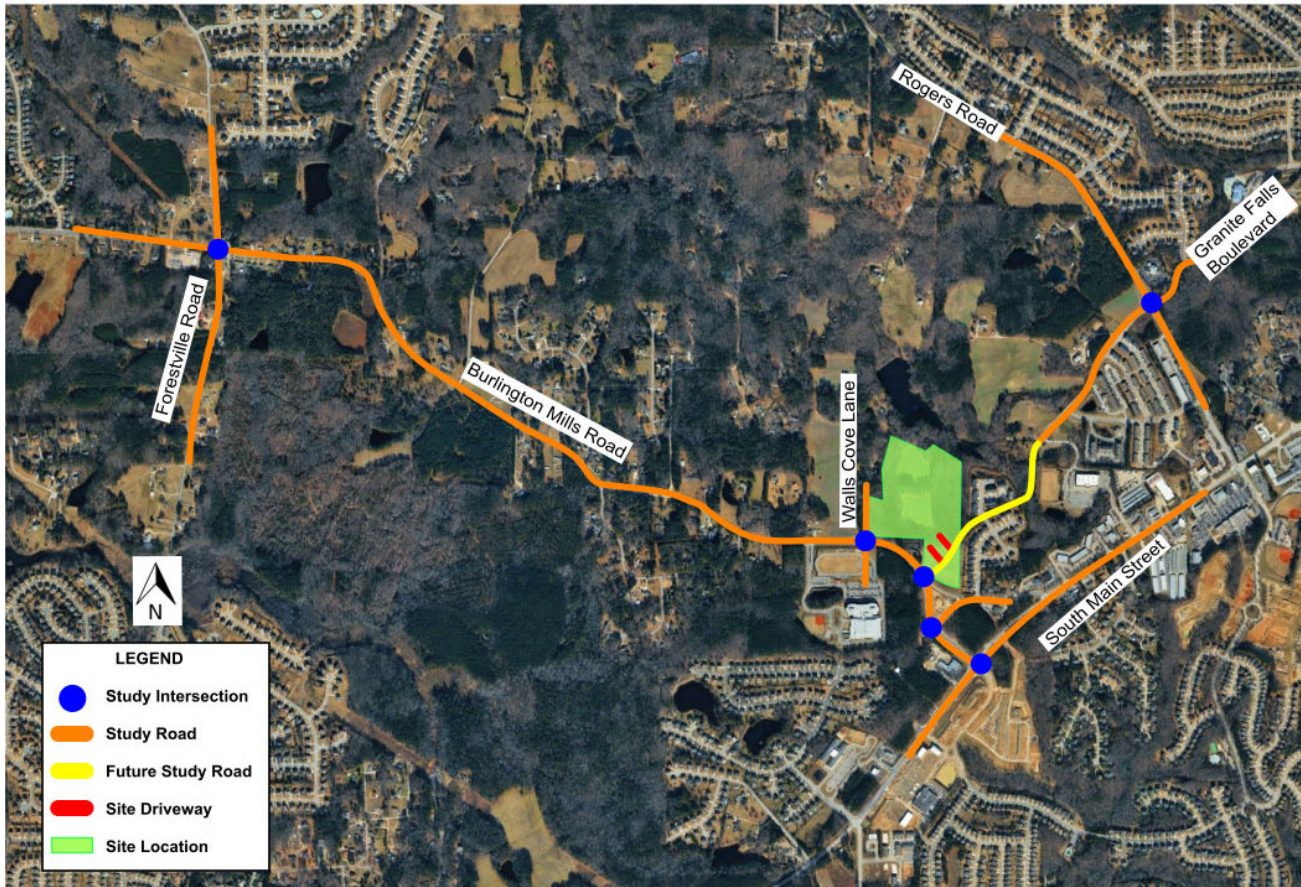 Rogers Road
Granite Falls
Boulevard
Forestville Road
Burlington Mills Road
Walls Cove Lane
South Main Street
N
LEGEND
Study Intersection
Study Road
Future Study Road
Site Driveway
Site Location